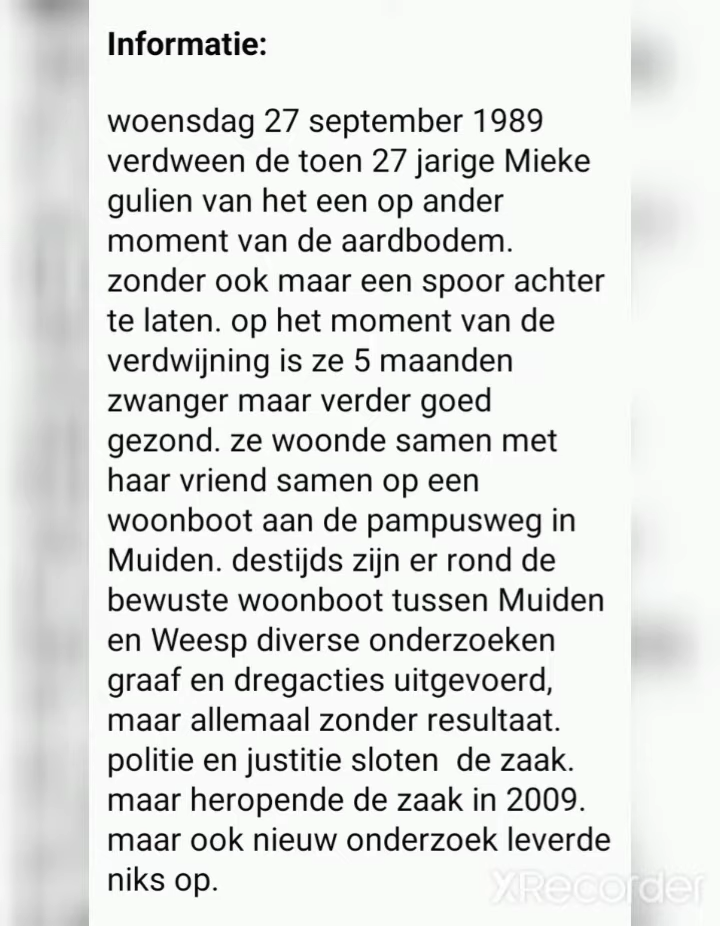 Informatie:
woensdag 27 september 1989
verdween de toen 27 jarige Mieke
gulien van het een op ander
moment van de aardbodem.
zonder ook maar een spoor achter
te laten. op het moment van de
verdwijning is ze 5 maanden
zwanger maar verder goed
gezond. ze woonde samen met
haar vriend samen op een
woonboot aan de pampusweg in
Muiden. destijds zijn er rond de
bewuste woonboot tussen Muiden
en Weesp diverse onderzoeken
graaf en dregacties uitgevoerd,
maar allemaal zonder resultaat.
politie en justitie sloten  de zaak.
maar heropende de zaak in 2009.
maar ook nieuw onderzoek leverde
niks op.
XRecorder